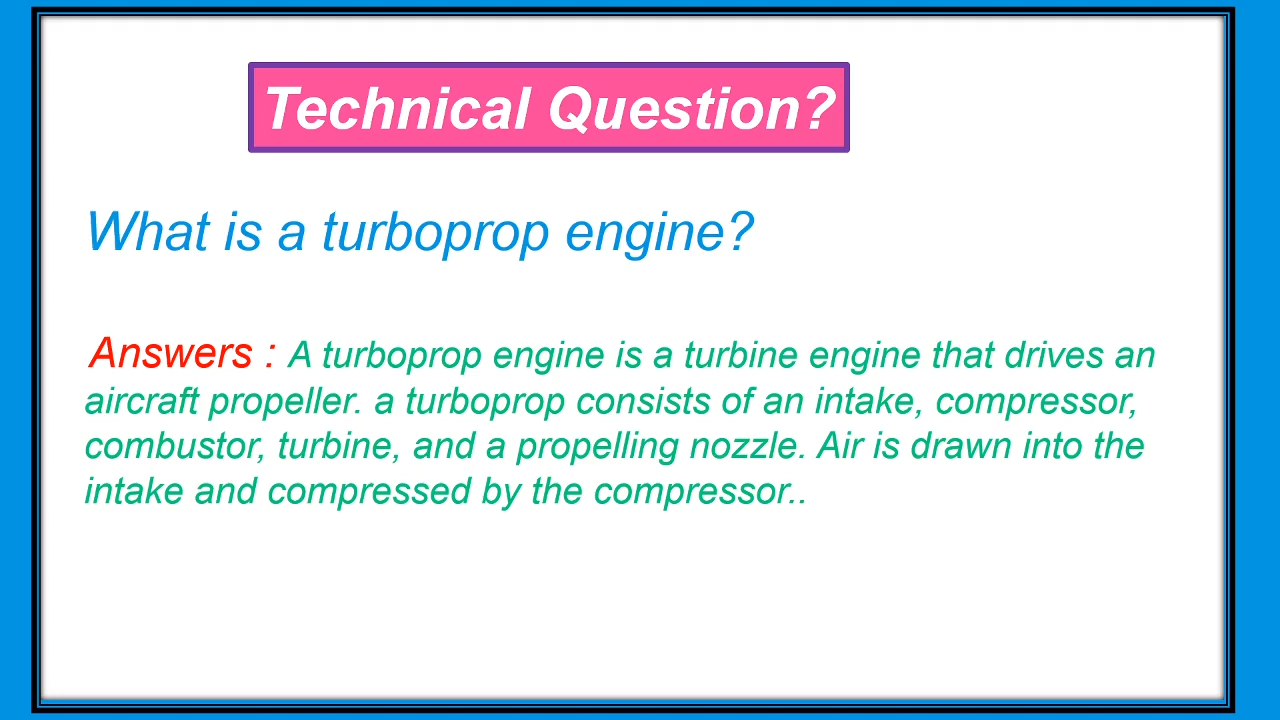 Technical Question?
What is a turboprop engine?
Answers : A turboprop engine is a turbine engine that drives an
aircraft propeller. a turboprop consists of an intake, compressor,
combustor, turbine, and a propelling nozzle. Air is drawn into the
intake and compressed by the compressor..